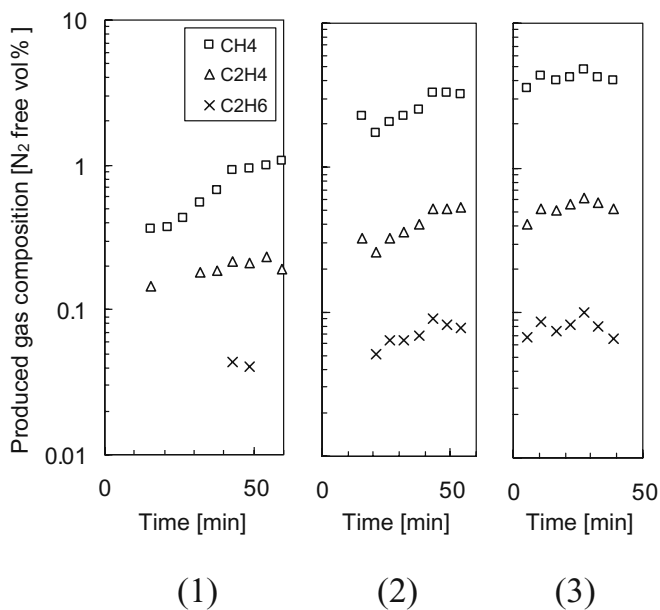 Produced gas composition [N₂ free vol%]
10
1
0.1
0.01
CH4
C2H4
C2H6
0 50
0 50
0 50
Time [min]
Time [min]
Time [min]
(1)
(2)
(3)